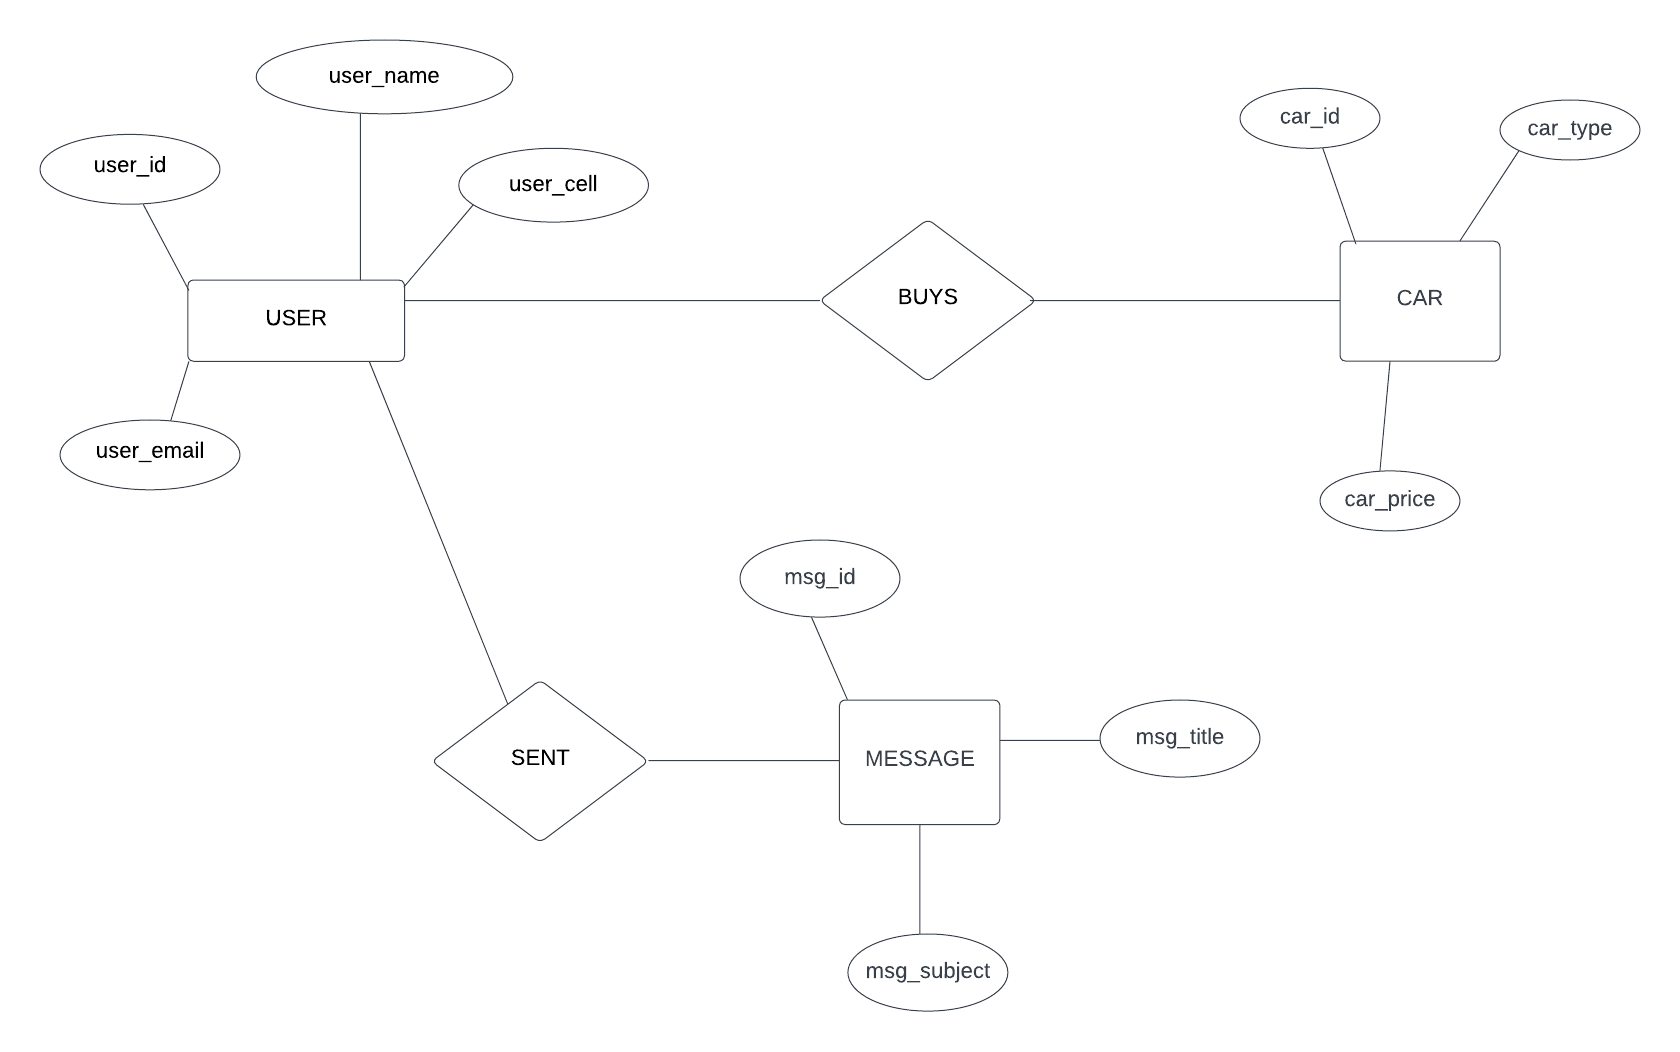 user_name
car_id
car_type
user_id
user_cell
BUYS
CAR
USER
user_email
car_price
msg_id
msg_title
SENT
MESSAGE
msg_subject